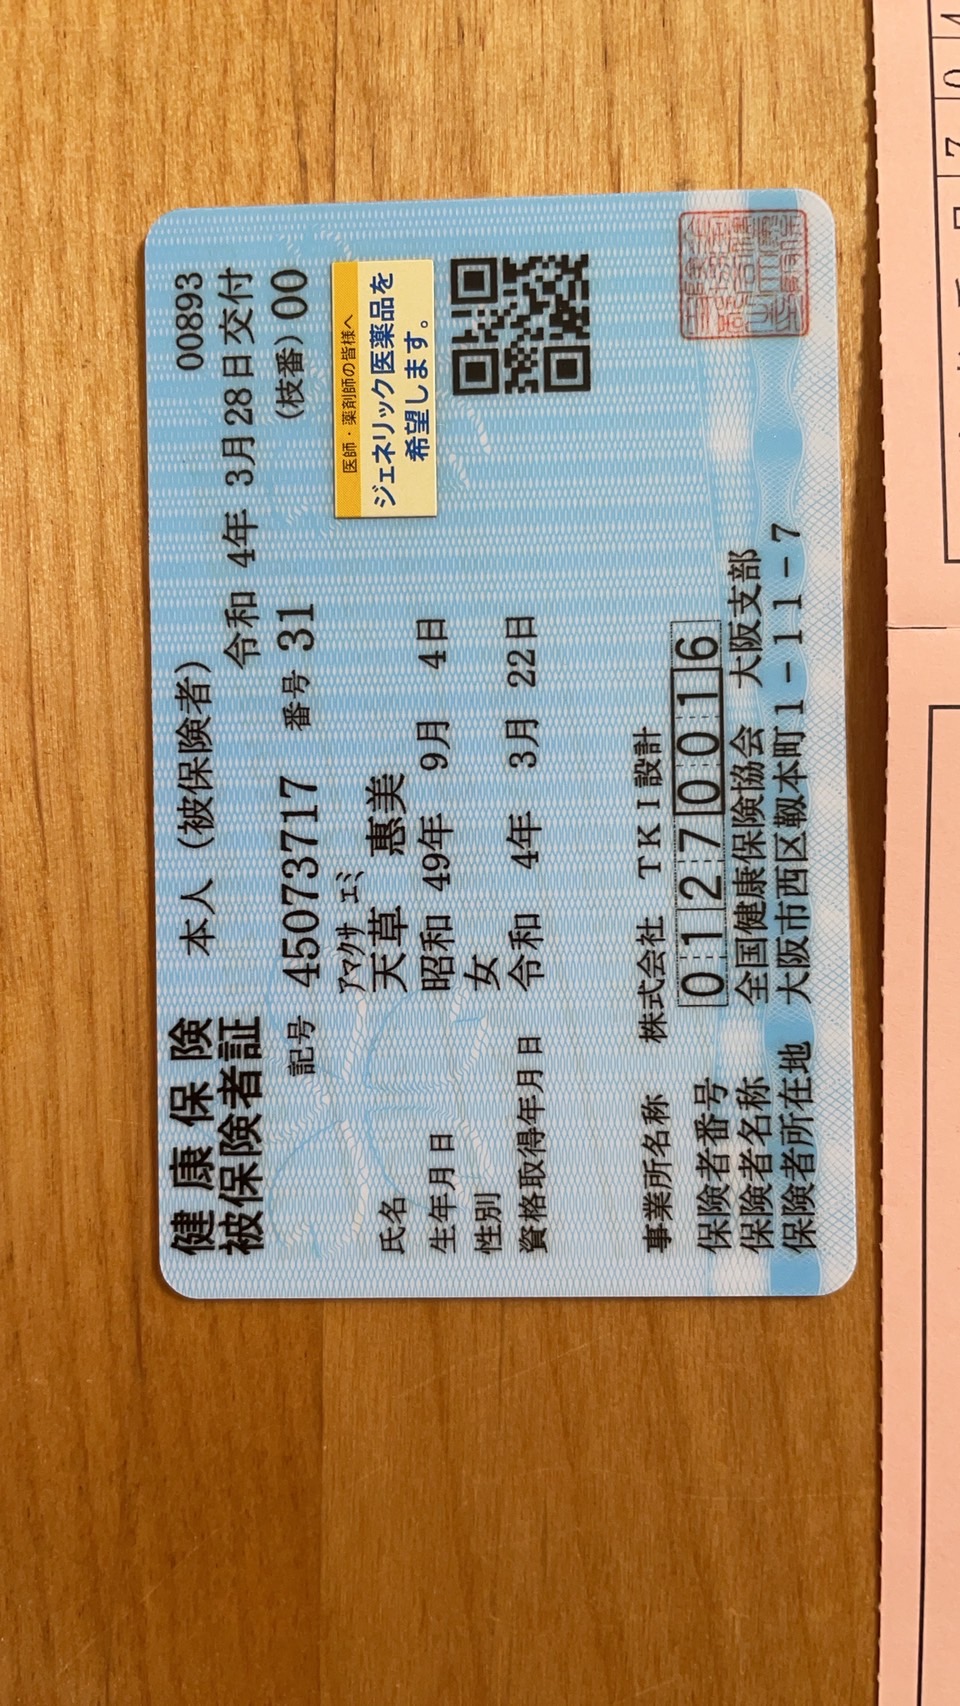 健康保険
被保険者証
本人（被保険者）
00893
令和 4年 3月 28日交付
記号 45073717 番号 31 （枝番）00
アマクサ エミ
氏名 天草 惠美
生年月日 昭和 49年 9月 4日
性別 女
資格取得年月日 令和 4年 3月 22日
医師・薬剤師の皆様へ
ジェネリック医薬品を
希望します。
事業所名称 株式会社 ＴＫＩ設計
保険者番号 01270016
保険者名称 全国健康保険協会 大阪支部
保険者所在地 大阪市西区靱本町1-11-7